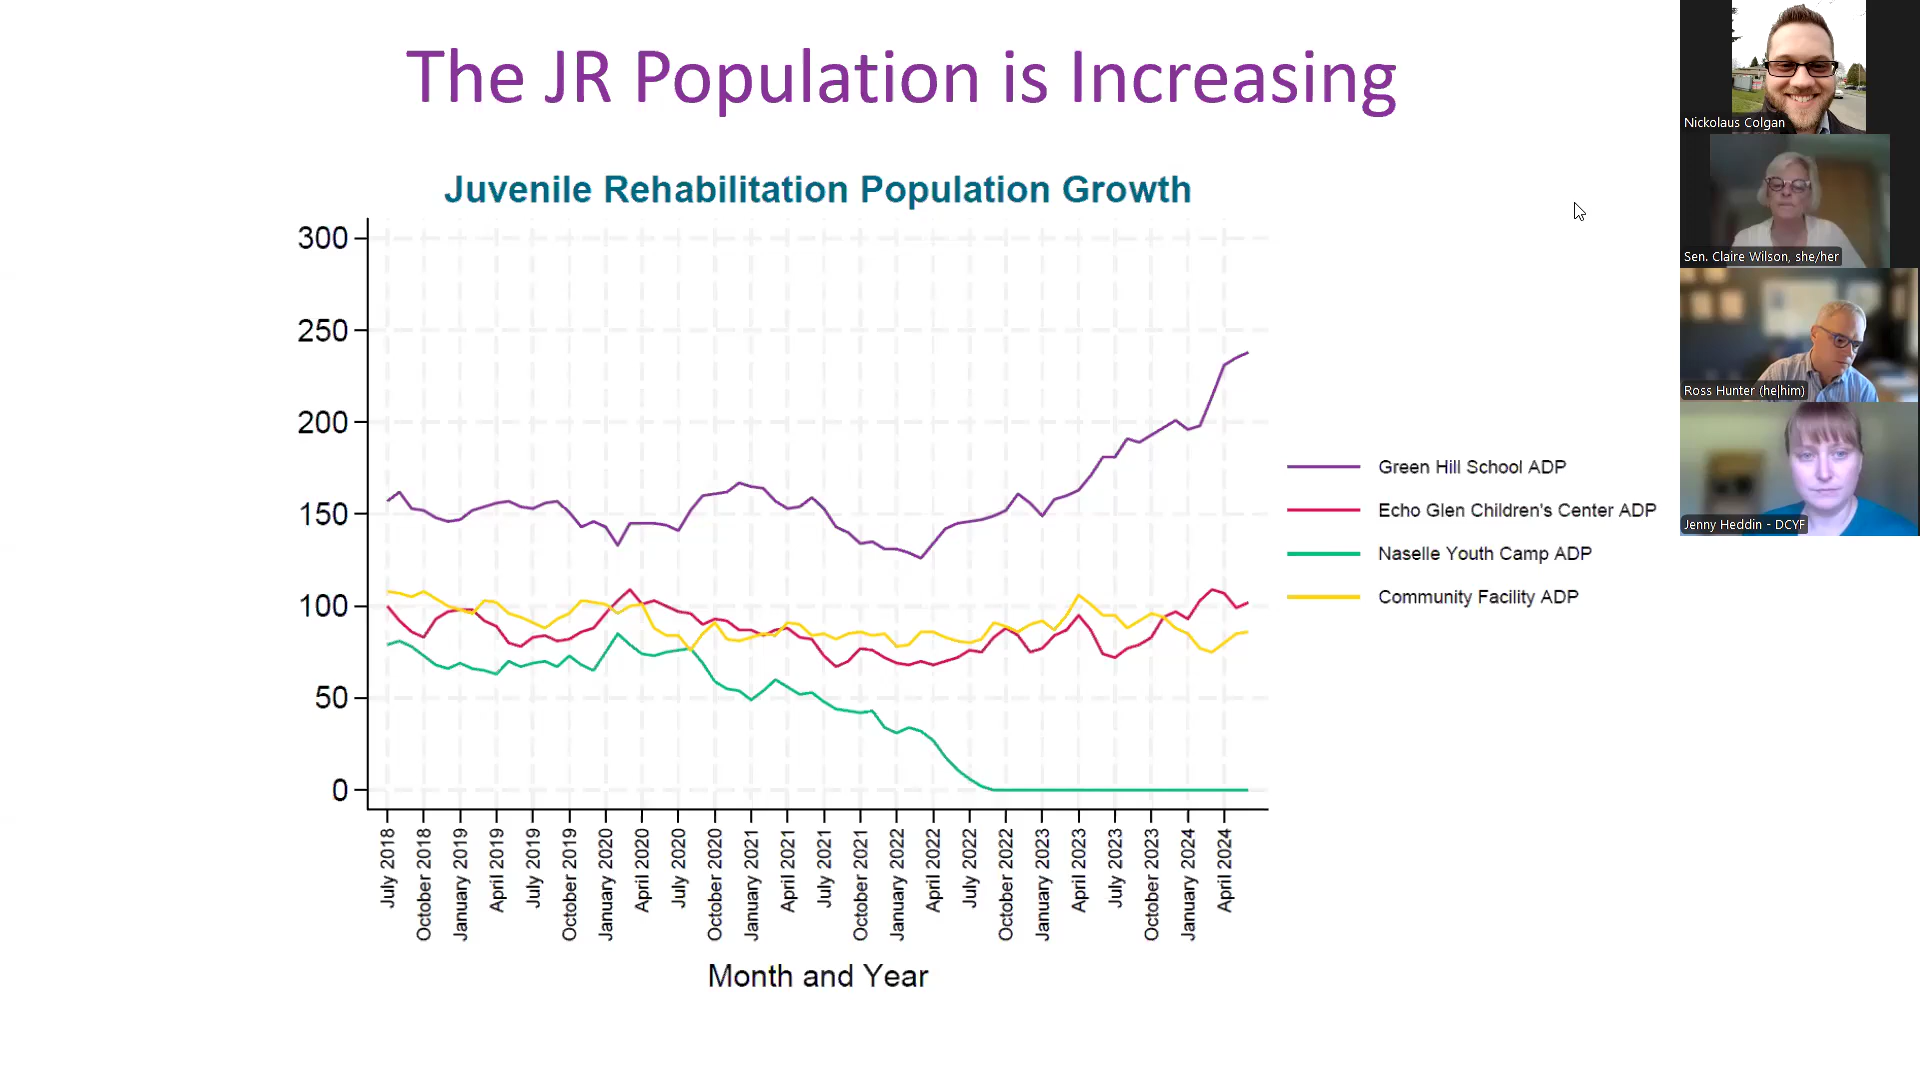 The JR Population is Increasing
Juvenile Rehabilitation Population Growth
300
250
200
150
100
50
0
July 2018
October 2018
January 2019
April 2019
July 2019
October 2019
January 2020
April 2020
July 2020
October 2020
January 2021
April 2021
July 2021
October 2021
January 2022
April 2022
July 2022
October 2022
January 2023
April 2023
July 2023
October 2023
January 2024
April 2024
Month and Year
Green Hill School ADP
Echo Glen Children's Center ADP
Naselle Youth Camp ADP
Community Facility ADP
Nickolaus Colgan
Sen. Claire Wilson, she/her
Ross Hunter (he|him)
Jenny Heddin - DCYF